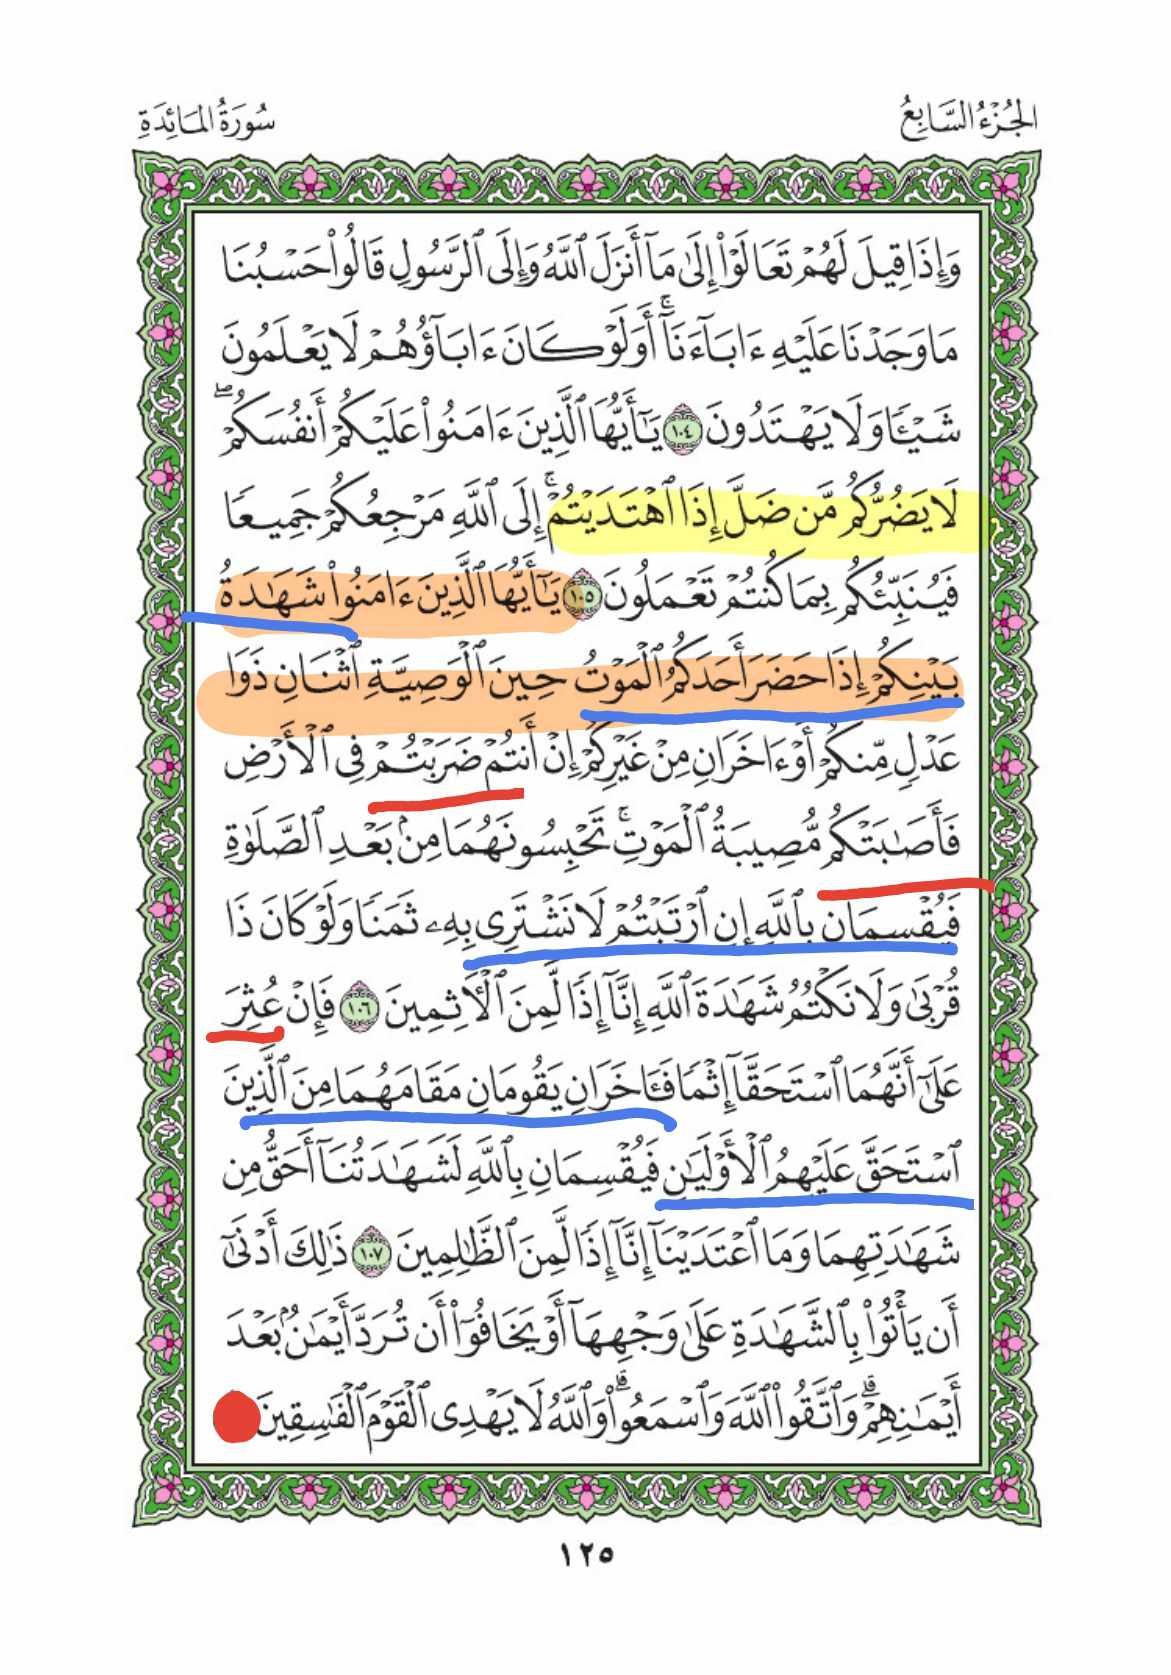 الجُزْءُ السَّابِعُ
سُورَةُ المَائِدَةِ
وَإِذَا قِيلَ لَهُمْ تَعَالَوْا۟ إِلَىٰ مَآ أَنزَلَ ٱللَّهُ وَإِلَى ٱلرَّسُولِ قَالُوا۟ حَسْبُنَا
مَا وَجَدْنَا عَلَيْهِ ءَابَآءَنَآ ۚ أَوَلَوْ كَانَ ءَابَآؤُهُمْ لَا يَعْلَمُونَ
شَيْـًٔا وَلَا يَهْتَدُونَ ١٠٤ يَـٰٓأَيُّهَا ٱلَّذِينَ ءَامَنُوا۟ عَلَيْكُمْ أَنفُسَكُمْ ۖ
لَا يَضُرُّكُم مَّن ضَلَّ إِذَا ٱهْتَدَيْتُمْ ۚ إِلَى ٱللَّهِ مَرْجِعُكُمْ جَمِيعًا
فَيُنَبِّئُكُم بِمَا كُنتُمْ تَعْمَلُونَ ١٠٥ يَـٰٓأَيُّهَا ٱلَّذِينَ ءَامَنُوا۟ شَهَـٰدَةُ
بَيْنِكُمْ إِذَا حَضَرَ أَحَدَكُمُ ٱلْمَوْتُ حِينَ ٱلْوَصِيَّةِ ٱثْنَانِ ذَوَا
عَدْلٍ مِّنكُمْ أَوْ ءَاخَرَانِ مِنْ غَيْرِكُمْ إِنْ أَنتُمْ ضَرَبْتُمْ فِى ٱلْأَرْضِ
فَأَصَـٰبَتْكُم مُّصِيبَةُ ٱلْمَوْتِ ۚ تَحْبِسُونَهُمَا مِنۢ بَعْدِ ٱلصَّلَوٰةِ
فَيُقْسِمَانِ بِٱللَّهِ إِنِ ٱرْتَبْتُمْ لَا نَشْتَرِى بِهِۦ ثَمَنًا وَلَوْ كَانَ ذَا
قُرْبَىٰ وَلَا نَكْتُمُ شَهَـٰدَةَ ٱللَّهِ إِنَّآ إِذًا لَّمِنَ ٱلْـَٔاثِمِينَ ١٠٦ فَإِنْ عُثِرَ
عَلَىٰٓ أَنَّهُمَا ٱسْتَحَقَّآ إِثْمًا فَـَٔاخَرَانِ يَقُومَانِ مَقَامَهُمَا مِنَ ٱلَّذِينَ
ٱسْتَحَقَّ عَلَيْهِمُ ٱلْأَوْلَيَـٰنِ فَيُقْسِمَانِ بِٱللَّهِ لَشَهَـٰدَتُنَآ أَحَقُّ مِن
شَهَـٰدَتِهِمَا وَمَا ٱعْتَدَيْنَآ إِنَّآ إِذًا لَّمِنَ ٱلظَّـٰلِمِينَ ١٠٧ ذَٰلِكَ أَدْنَىٰٓ
أَن يَأْتُوا۟ بِٱلشَّهَـٰدَةِ عَلَىٰ وَجْهِهَآ أَوْ يَخَافُوٓا۟ أَن تُرَدَّ أَيْمَـٰنٌۢ بَعْدَ
أَيْمَـٰنِهِمْ ۗ وَٱتَّقُوا۟ ٱللَّهَ وَٱسْمَعُوا۟ ۗ وَٱللَّهُ لَا يَهْدِى ٱلْقَوْمَ ٱلْفَـٰسِقِينَ
١٢٥